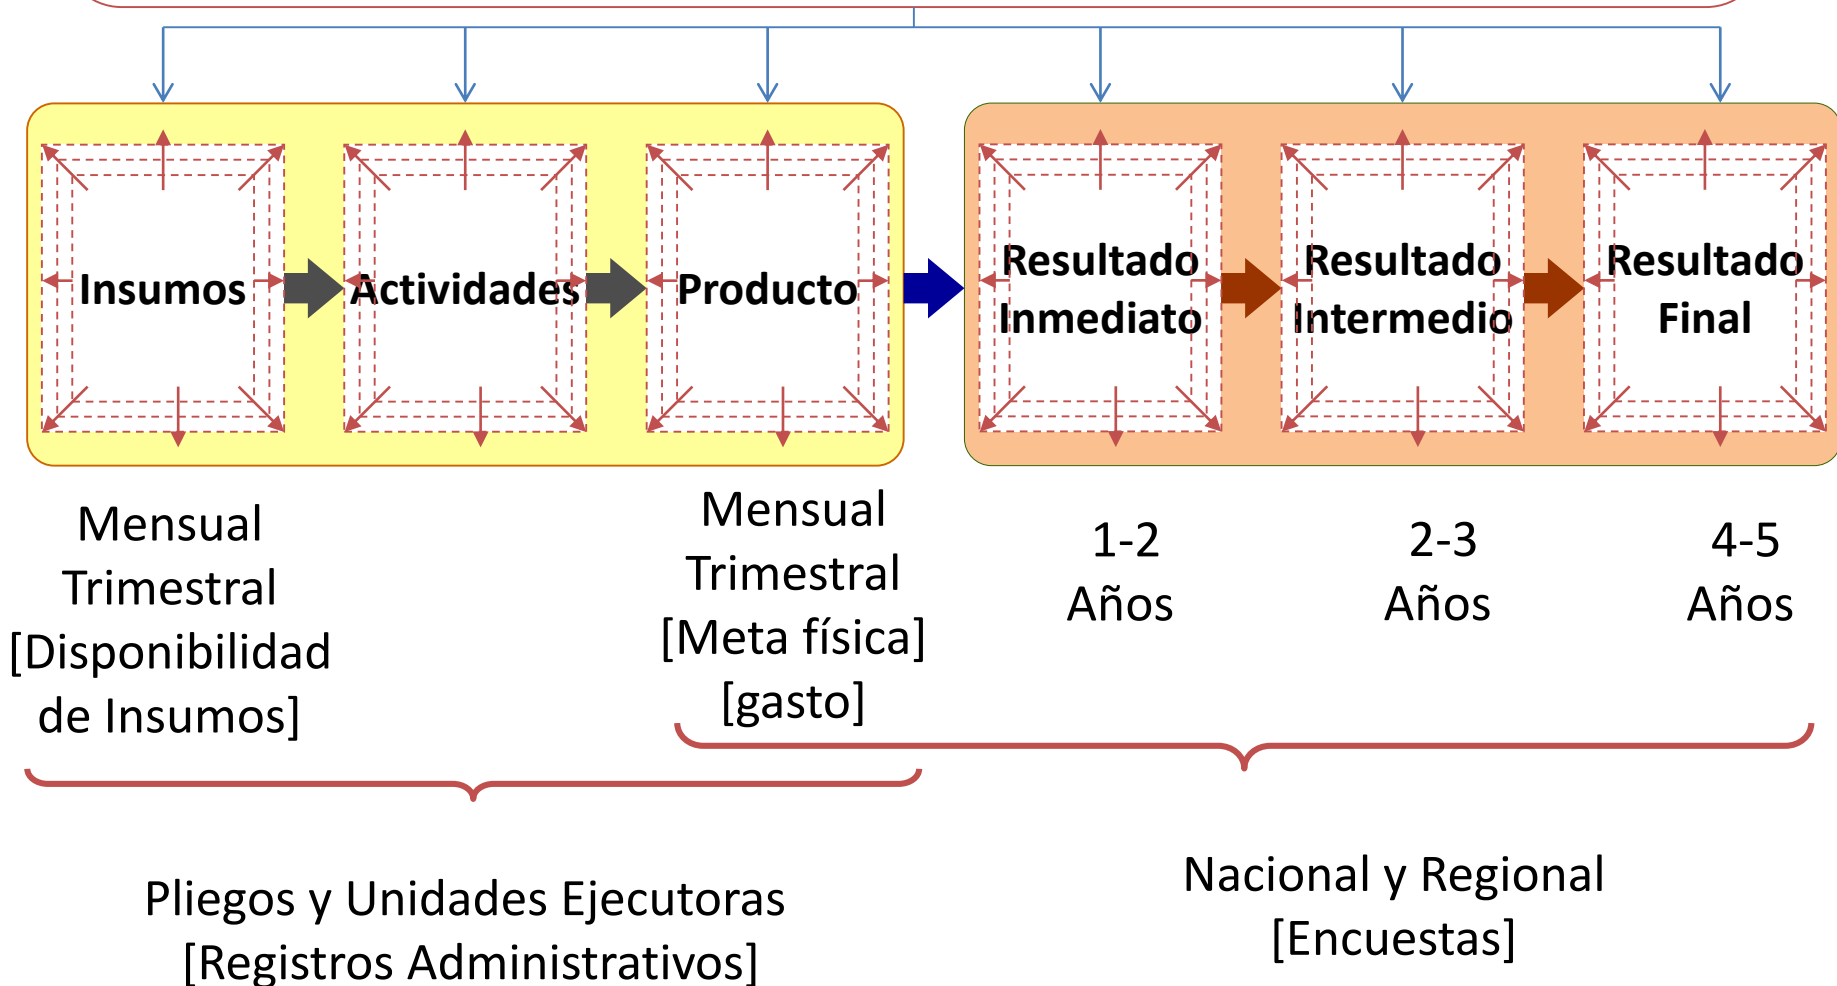 Insumos
Actividades
Producto
Resultado
Inmediato
Resultado
Intermedio
Resultado
Final
Mensual
Trimestral
[Disponibilidad
de Insumos]
Mensual
Trimestral
[Meta física]
[gasto]
1-2
Años
2-3
Años
4-5
Años
Pliegos y Unidades Ejecutoras
[Registros Administrativos]
Nacional y Regional
[Encuestas]